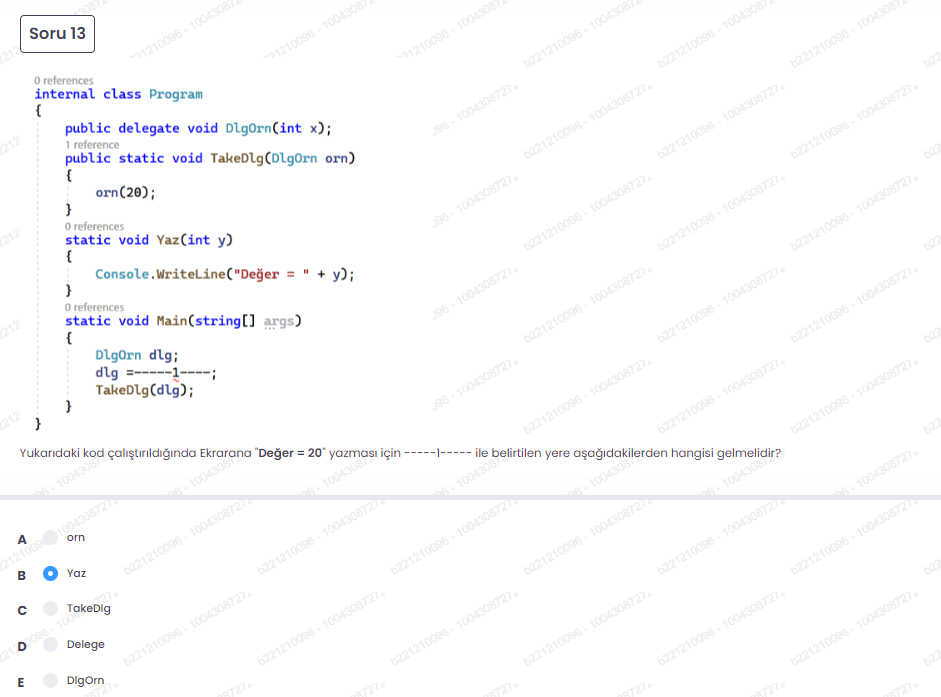 Soru 13
0 references
internal class Program
{
public delegate void DlgOrn(int x);
1 reference
public static void TakeDlg(DlgOrn orn)
{
orn(20);
}
0 references
static void Yaz(int y)
{
Console.WriteLine("Değer = " + y);
}
0 references
static void Main(string[] args)
{
DlgOrn dlg;
dlg =-----1----;
TakeDlg(dlg);
}
}
Yukarıdaki kod çalıştırıldığında Ekrarana "Değer = 20" yazması için -----1----- ile belirtilen yere aşağıdakilerden hangisi gelmelidir?
A orn
B Yaz
C TakeDlg
D Delege
E DlgOrn